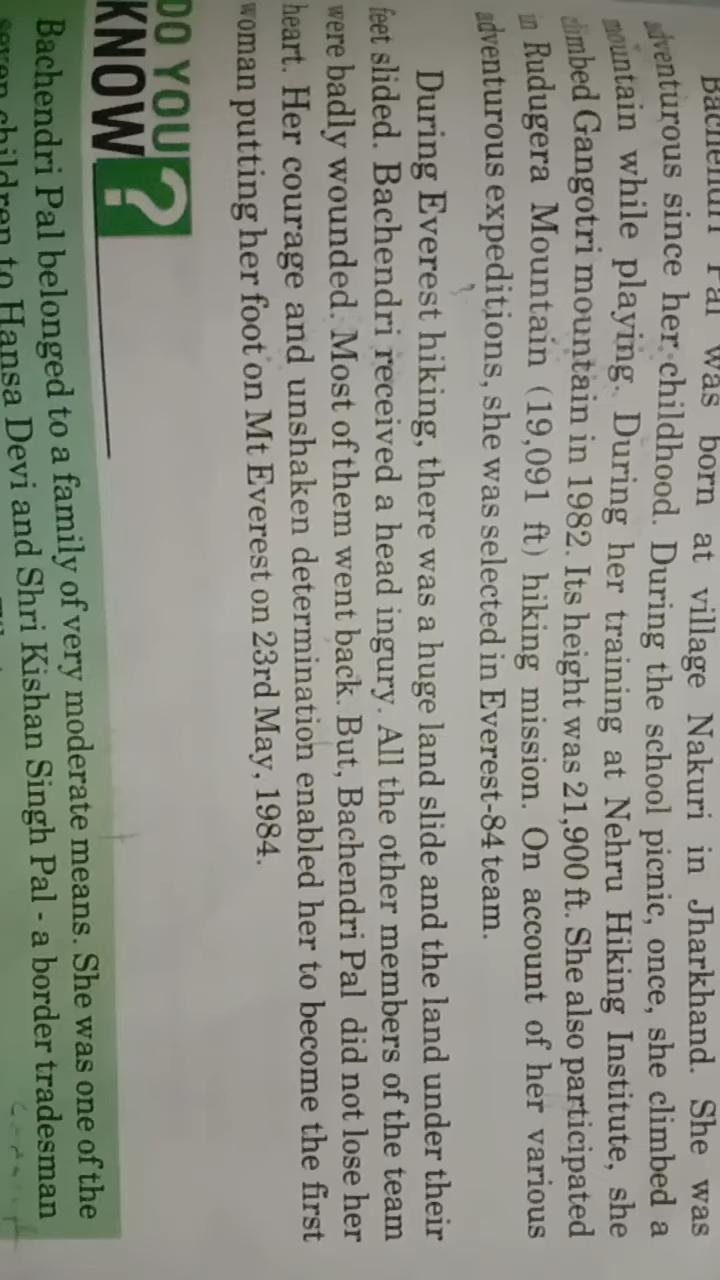 Bachendri Pal was born at village Nakuri in Jharkhand. She was
adventurous since her childhood. During the school picnic, once, she climbed a
mountain while playing. During her training at Nehru Hiking Institute, she
climbed Gangotri mountain in 1982. Its height was 21,900 ft. She also participated
in Rudugera Mountain (19,091 ft) hiking mission. On account of her various
adventurous expeditions, she was selected in Everest-84 team.
During Everest hiking, there was a huge land slide and the land under their
feet slided. Bachendri received a head ingury. All the other members of the team
were badly wounded. Most of them went back. But, Bachendri Pal did not lose her
heart. Her courage and unshaken determination enabled her to become the first
woman putting her foot on Mt Everest on 23rd May, 1984.
DO YOU
KNOW ?
Bachendri Pal belonged to a family of very moderate means. She was one of the
seven children to Hansa Devi and Shri Kishan Singh Pal - a border tradesman